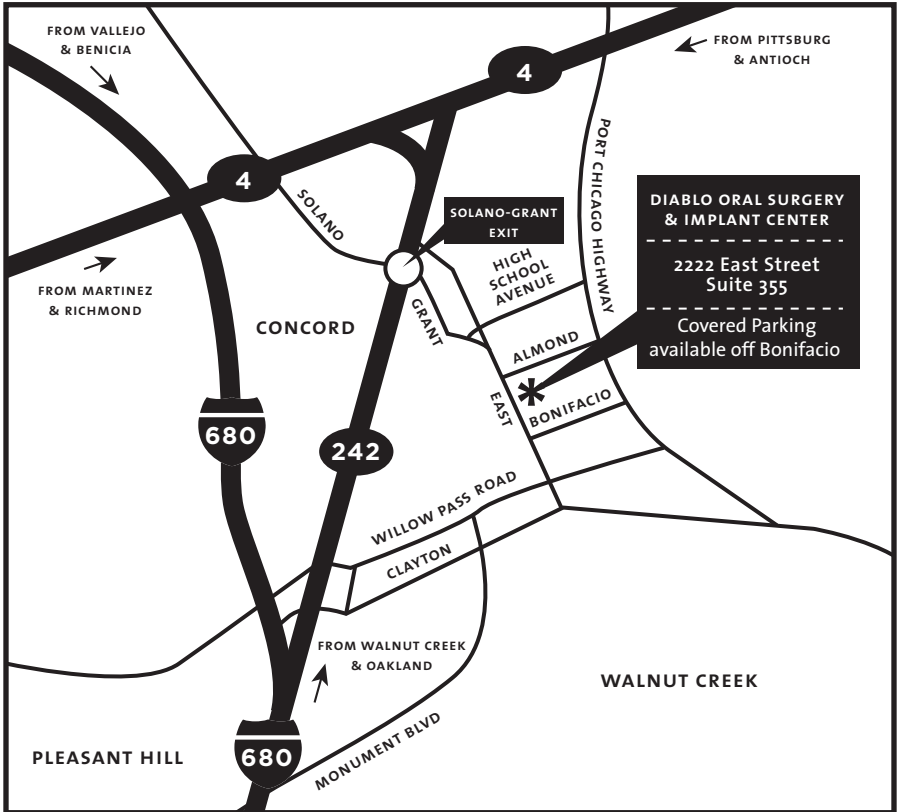 FROM VALLEJO
& BENICIA
4
FROM PITTSBURG
& ANTIOCH
PORT CHICAGO HIGHWAY
4
SOLANO
SOLANO-GRANT
EXIT
DIABLO ORAL SURGERY
& IMPLANT CENTER
2222 East Street
Suite 355
Covered Parking
available off Bonifacio
HIGH
SCHOOL
AVENUE
FROM MARTINEZ
& RICHMOND
CONCORD
GRANT
ALMOND
EAST
BONIFACIO
680
242
WILLOW PASS ROAD
CLAYTON
FROM WALNUT CREEK
& OAKLAND
WALNUT CREEK
PLEASANT HILL
680
MONUMENT BLVD